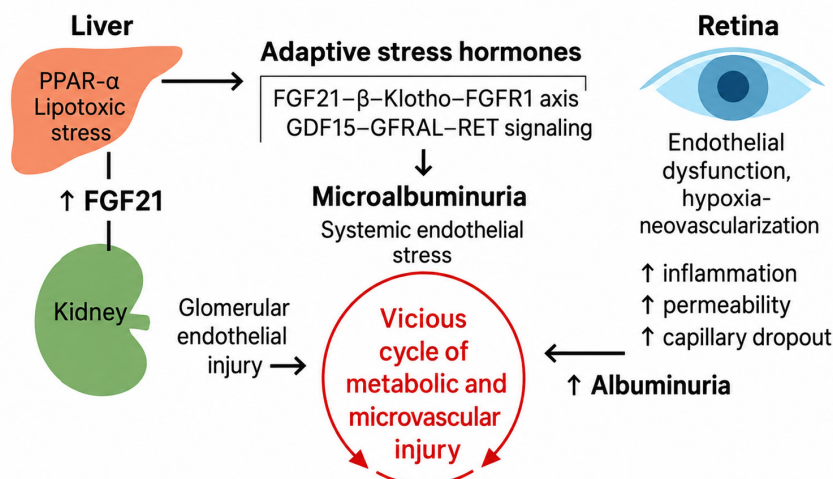 Liver
PPAR-α
Lipotoxic
stress
↑ FGF21
Kidney
Glomerular
endothelial
injury
Adaptive stress hormones
FGF21–β–Klotho–FGFR1 axis
GDF15–GFRAL–RET signaling
Microalbuminuria
Systemic endothelial
stress
Vicious
cycle of
metabolic and
microvascular
injury
Retina
Endothelial
dysfunction,
hypoxia-
neovascularization
↑ inflammation
↑ permeability
↑ capillary dropout
↑ Albuminuria